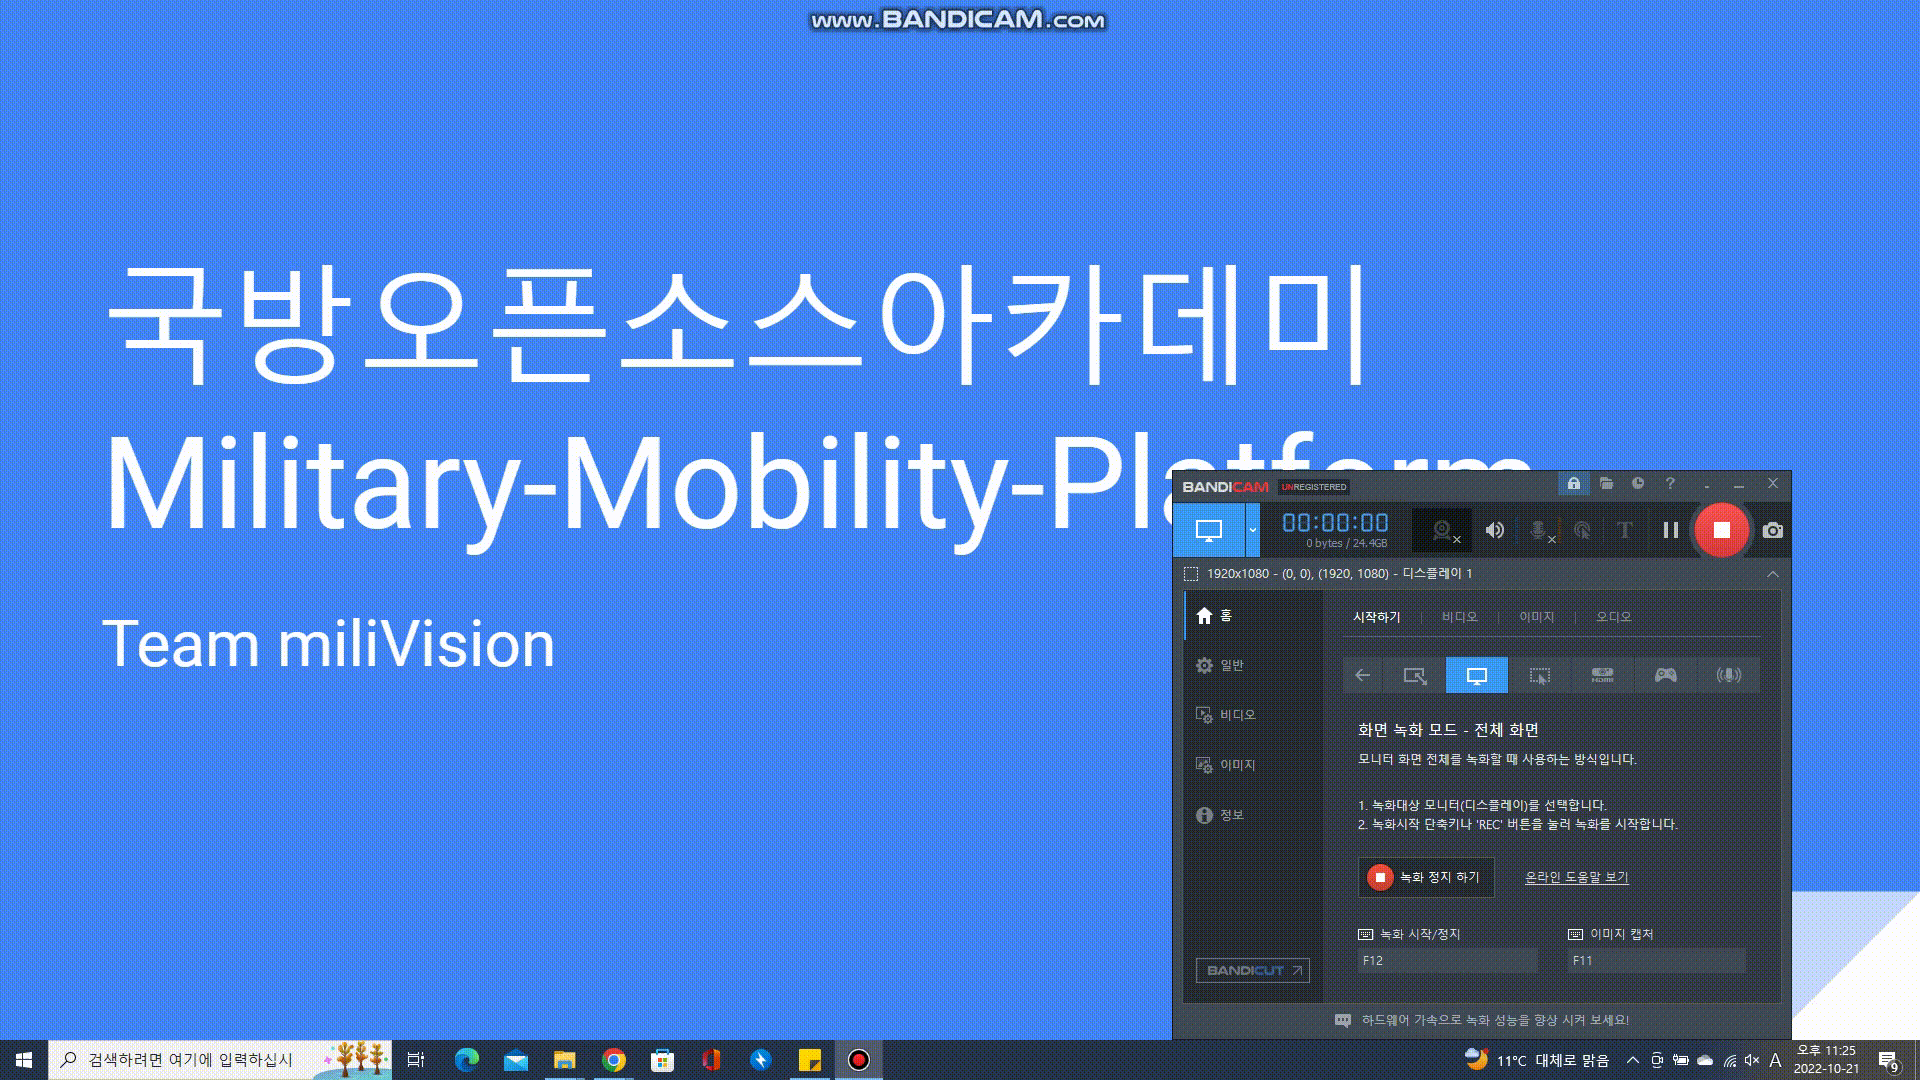 www.BANDICAM.com
국방오픈소스아카데미
Military-Mobility-Platform
Team miliVision
BANDICAM UNREGISTERED
00:00:00
0 bytes / 24.4GB
1920x1080 - (0, 0), (1920, 1080) - 디스플레이 1
홈
일반
비디오
이미지
정보
BANDICUT
시작하기 비디오 이미지 오디오
HDMI
화면 녹화 모드 - 전체 화면
모니터 화면 전체를 녹화할 때 사용하는 방식입니다.
1. 녹화대상 모니터(디스플레이)를 선택합니다.
2. 녹화시작 단축키나 'REC' 버튼을 눌러 녹화를 시작합니다.
녹화 정지 하기 온라인 도움말 보기
녹화 시작/정지 이미지 캡처
F12 F11
하드웨어 가속으로 녹화 성능을 향상 시켜 보세요!
검색하려면 여기에 입력하십시
11°C 대체로 맑음 A 오후 11:25
2022-10-21
9